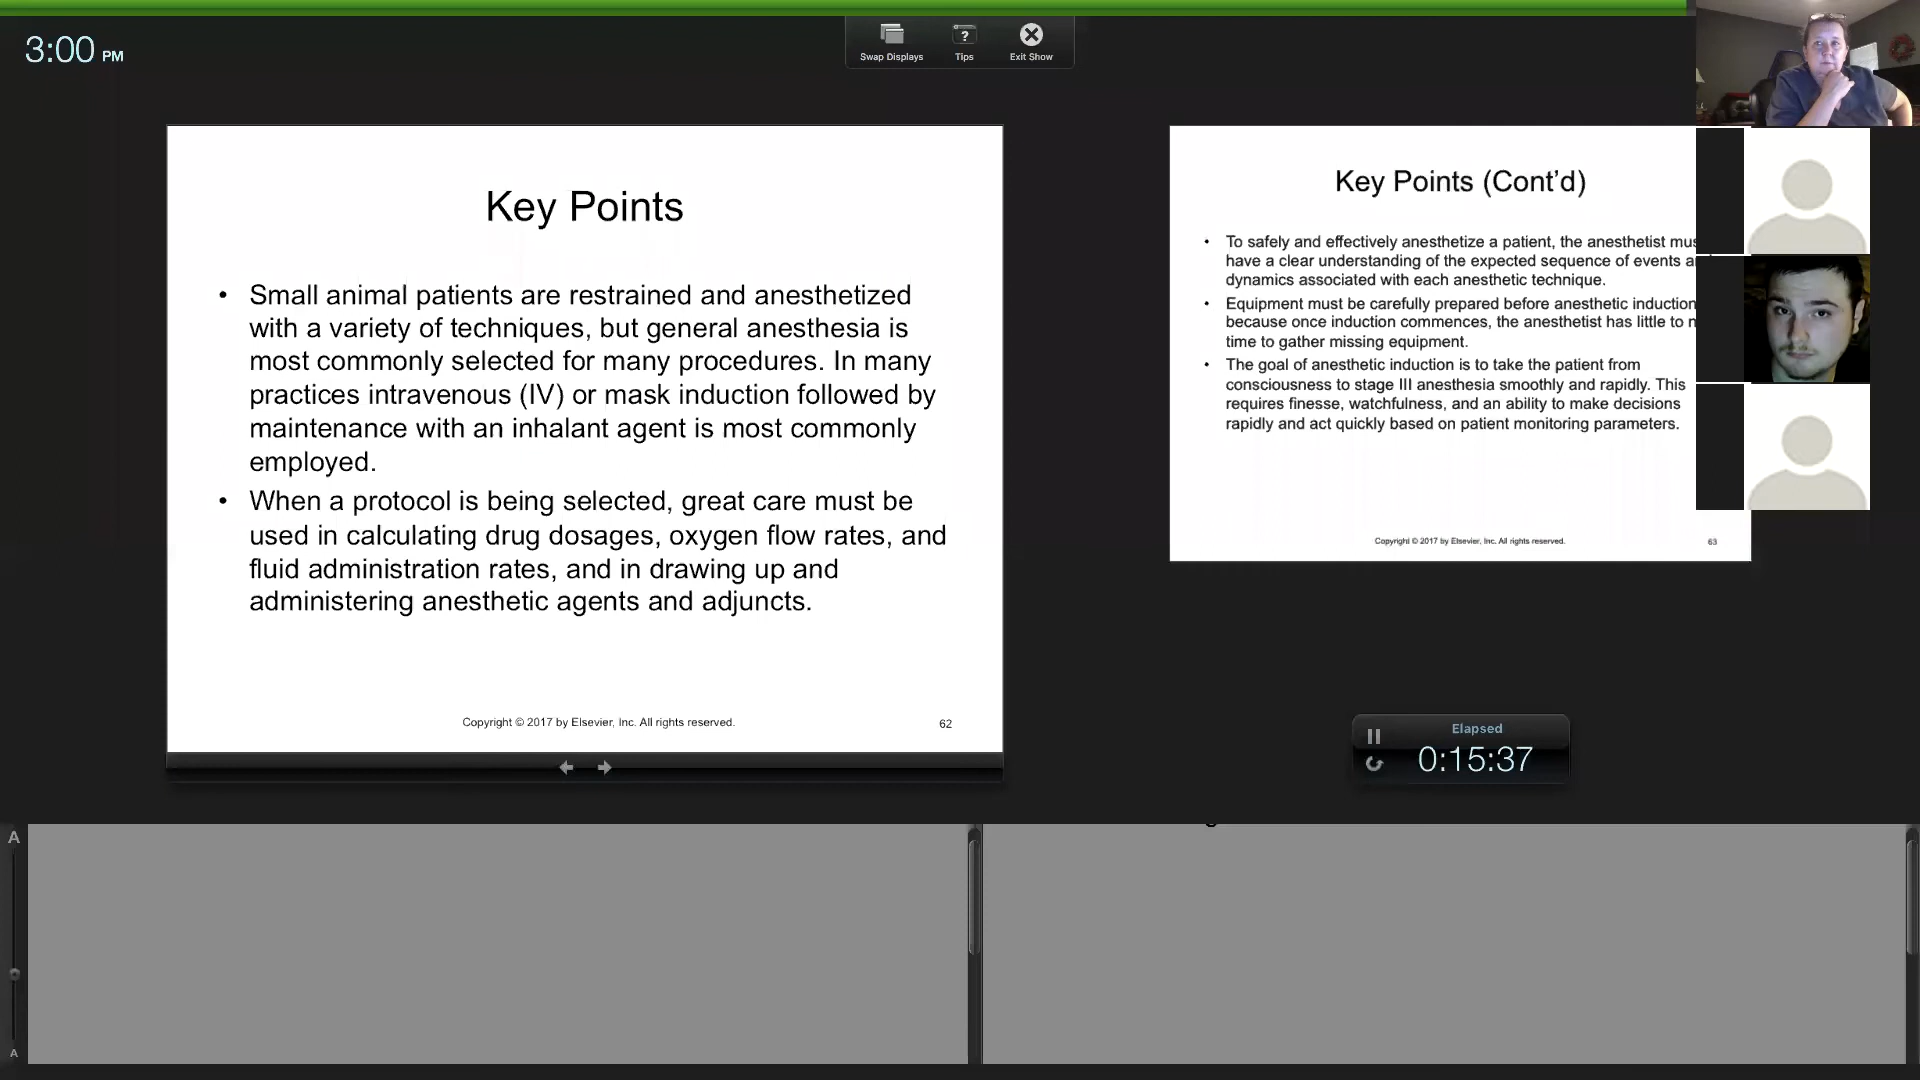 3:00 PM
Swap Displays
Tips
Exit Show
Key Points
• Small animal patients are restrained and anesthetized
with a variety of techniques, but general anesthesia is
most commonly selected for many procedures. In many
practices intravenous (IV) or mask induction followed by
maintenance with an inhalant agent is most commonly
employed.
• When a protocol is being selected, great care must be
used in calculating drug dosages, oxygen flow rates, and
fluid administration rates, and in drawing up and
administering anesthetic agents and adjuncts.
Copyright © 2017 by Elsevier, Inc. All rights reserved.
62
Key Points (Cont’d)
• To safely and effectively anesthetize a patient, the anesthetist
have a clear understanding of the expected sequence of events
dynamics associated with each anesthetic technique.
• Equipment must be carefully prepared before anesthetic induction
because once induction commences, the anesthetist has little to
time to gather missing equipment.
• The goal of anesthetic induction is to take the patient from
consciousness to stage III anesthesia smoothly and rapidly. This
requires finesse, watchfulness, and an ability to make decisions
rapidly and act quickly based on patient monitoring parameters.
Copyright © 2017 by Elsevier, Inc. All rights reserved.
63
Elapsed
0:15:37
A
A